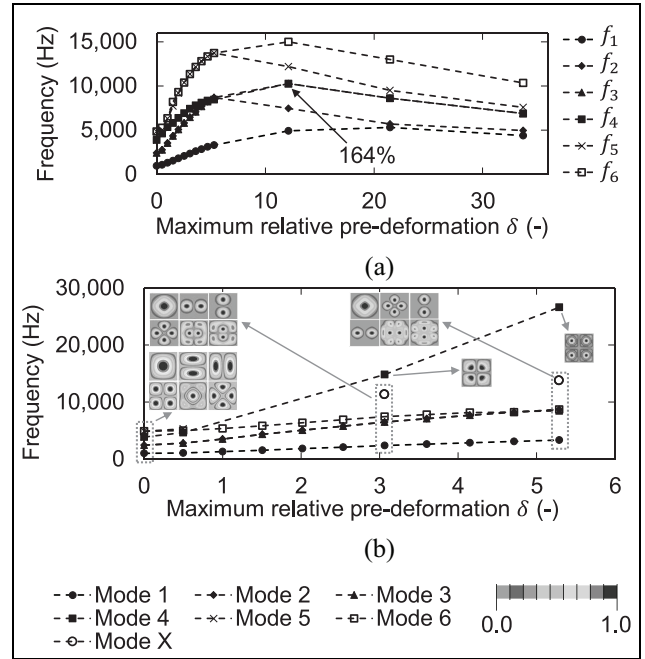 Frequency (Hz)
15,000
10,000
5,000
0
164%
0
10
20
30
Maximum relative pre-deformation δ (-)
f₁
f₂
f₃
f₄
f₅
f₆
(a)
Frequency (Hz)
30,000
20,000
10,000
0
0
1
2
3
4
5
6
Maximum relative pre-deformation δ (-)
(b)
Mode 1
Mode 2
Mode 3
Mode 4
Mode 5
Mode 6
Mode X
0.0
1.0